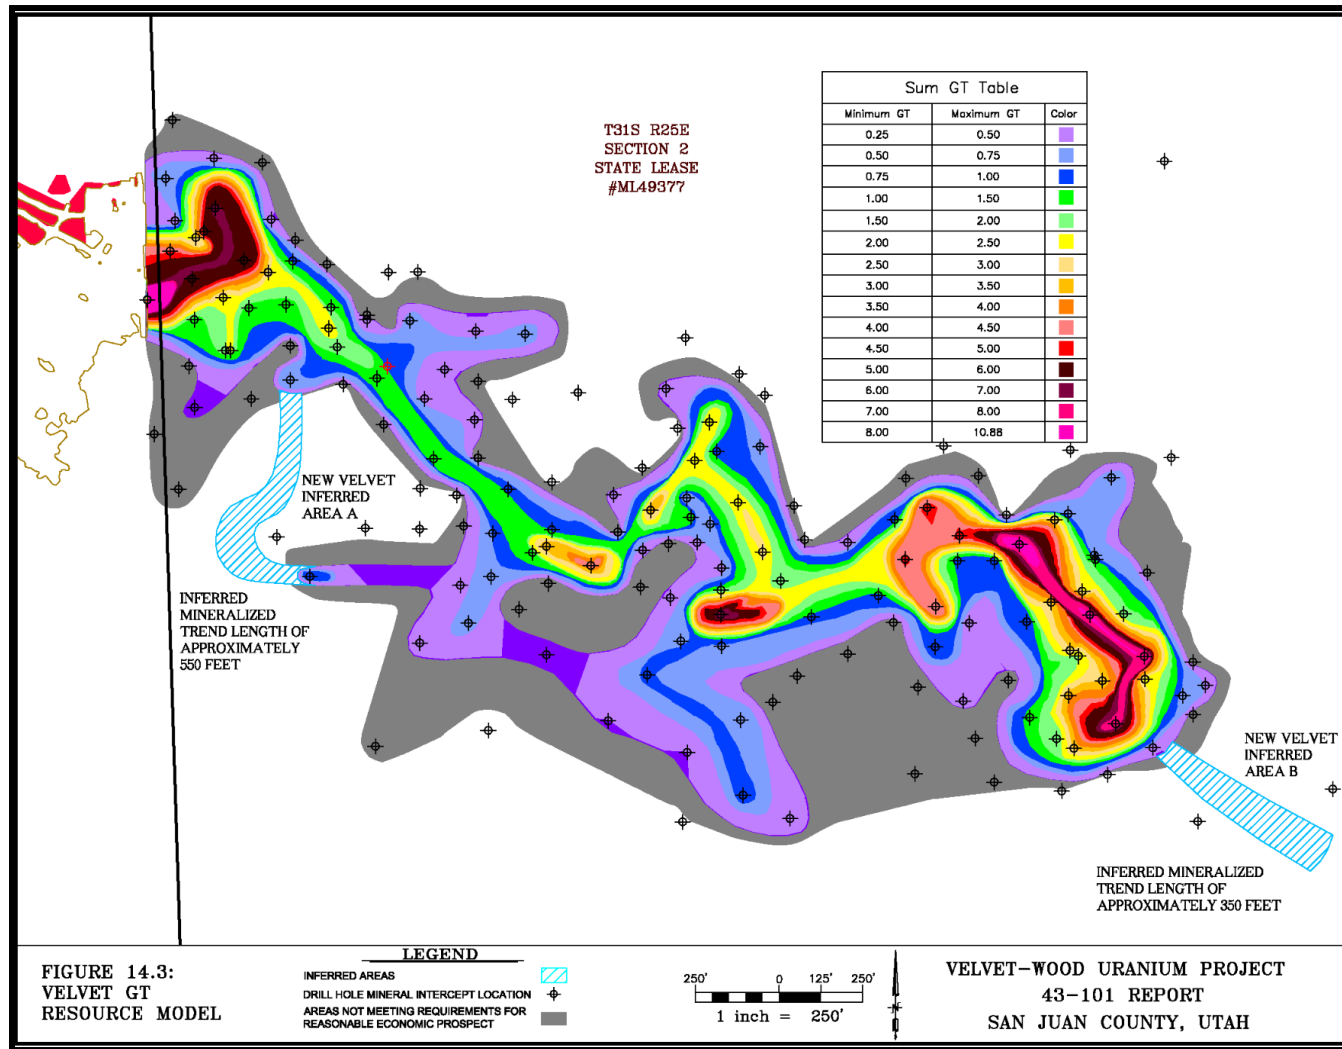 T31S R25E
SECTION 2
STATE LEASE
#ML49377
Sum GT Table
Minimum GT Maximum GT Color
0.25 0.50
0.50 0.75
0.75 1.00
1.00 1.50
1.50 2.00
2.00 2.50
2.50 3.00
3.00 3.50
3.50 4.00
4.00 4.50
4.50 5.00
5.00 6.00
6.00 7.00
7.00 8.00
8.00 10.88
NEW VELVET
INFERRED
AREA A
INFERRED
MINERALIZED
TREND LENGTH OF
APPROXIMATELY
550 FEET
NEW VELVET
INFERRED
AREA B
INFERRED MINERALIZED
TREND LENGTH OF
APPROXIMATELY 350 FEET
FIGURE 14.3:
VELVET GT
RESOURCE MODEL
LEGEND
INFERRED AREAS
DRILL HOLE MINERAL INTERCEPT LOCATION
AREAS NOT MEETING REQUIREMENTS FOR
REASONABLE ECONOMIC PROSPECT
250' 0 125' 250'
1 inch = 250'
N
VELVET-WOOD URANIUM PROJECT
43-101 REPORT
SAN JUAN COUNTY, UTAH